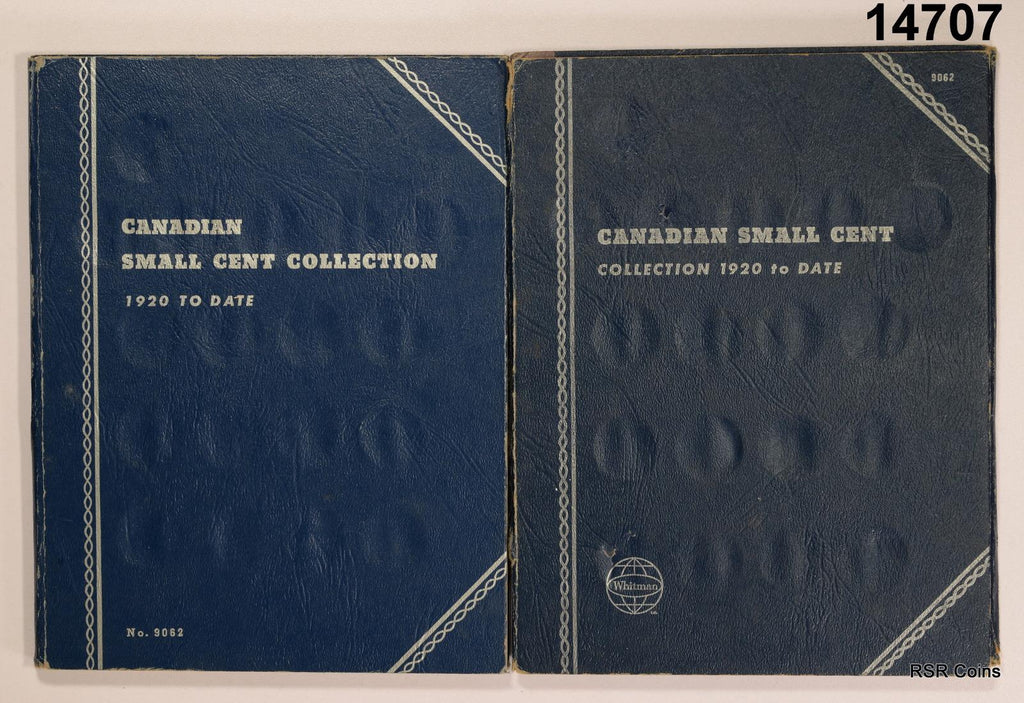 14707
CANADIAN
SMALL CENT COLLECTION
1920 TO DATE
No. 9062
9062
CANADIAN SMALL CENT
COLLECTION 1920 to DATE
Whitman
RSR Coins